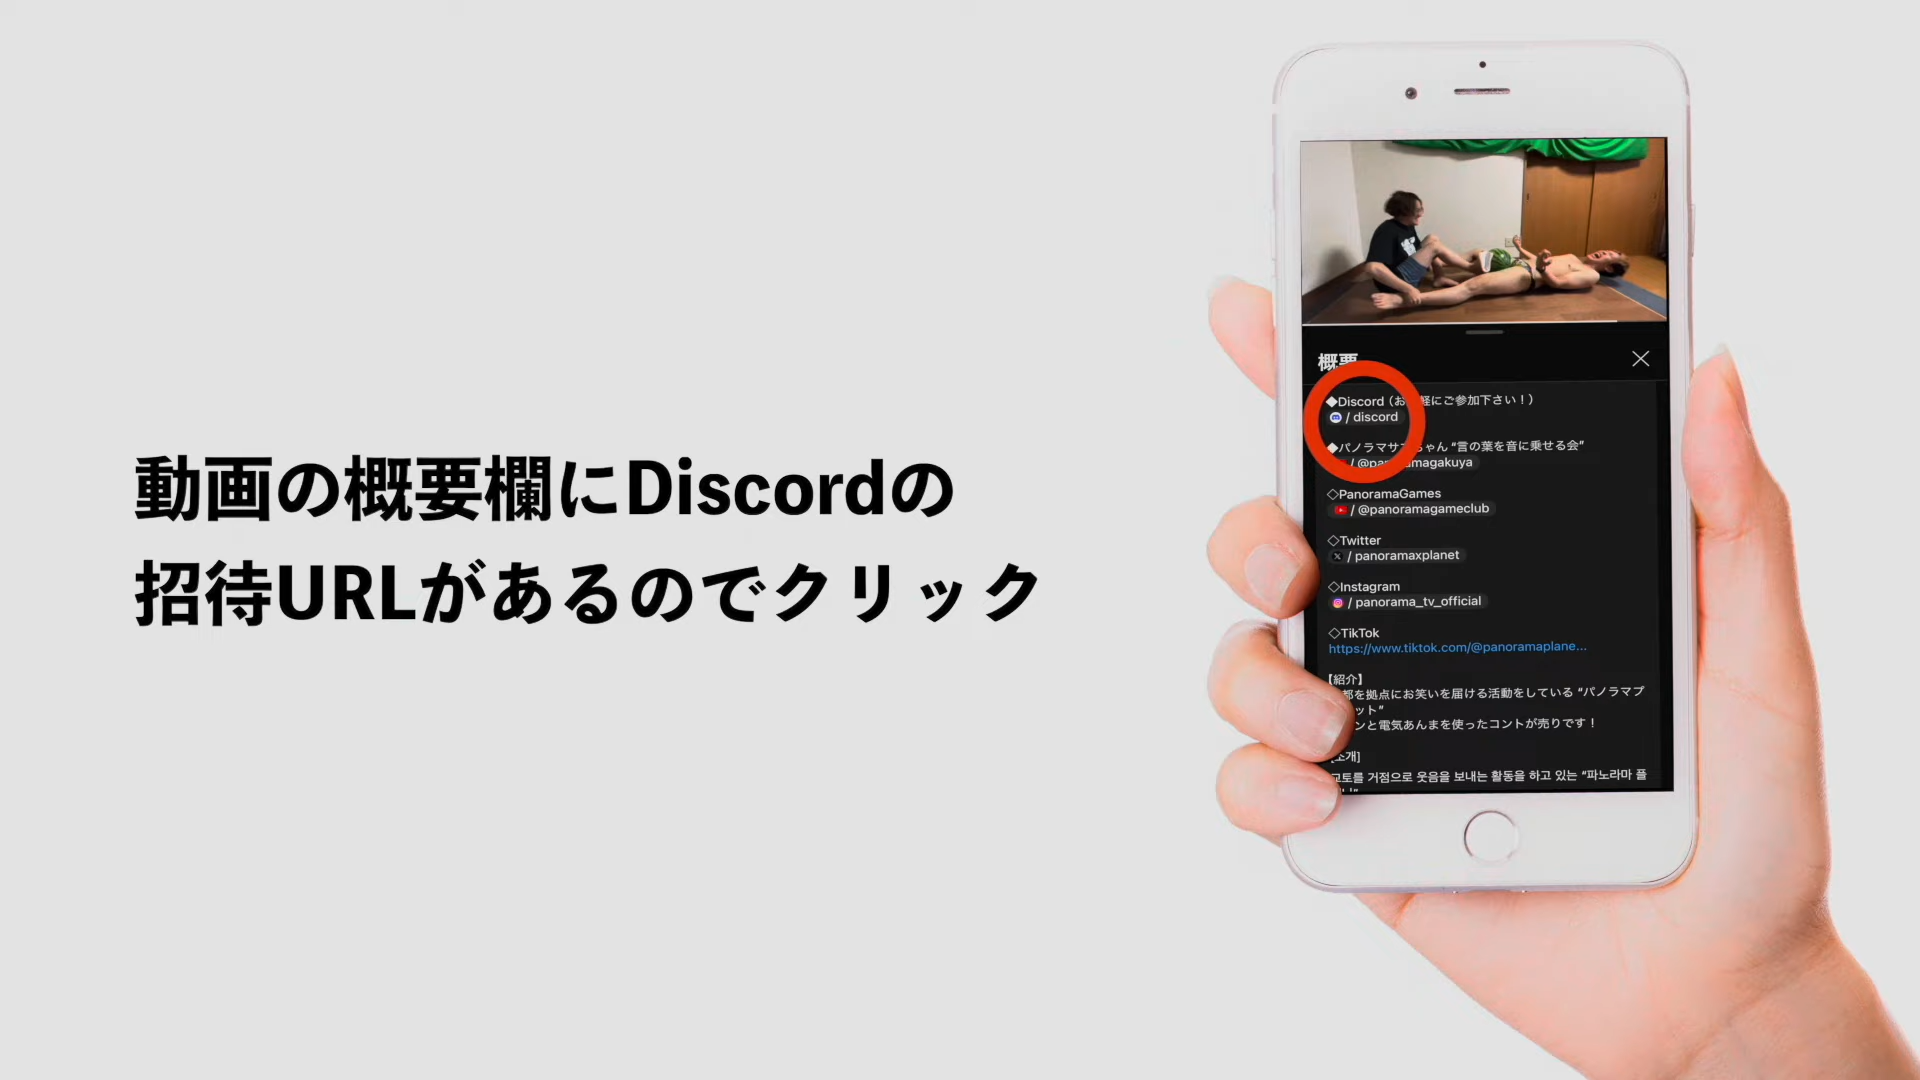 動画の概要欄にDiscordの
招待URLがあるのでクリック
概要
◆Discord（お軽にご参加下さい！）
/ discord
◆パノラマサ ちゃん “言の葉を音に乗せる会”
/ @pan amagakuya
◇PanoramaGames
/ @panoramagameclub
◇Twitter
/ panoramaxplanet
◇Instagram
/ panorama_tv_official
◇TikTok
https://www.tiktok.com/@panoramaplane...
【紹介】
都を拠点にお笑いを届ける活動をしている “パノラマプ
ット”
ンと電気あんまを使ったコントが売りです！
[소개]
교토를 거점으로 웃음을 보내는 활동을 하고 있는 “파노라마 플